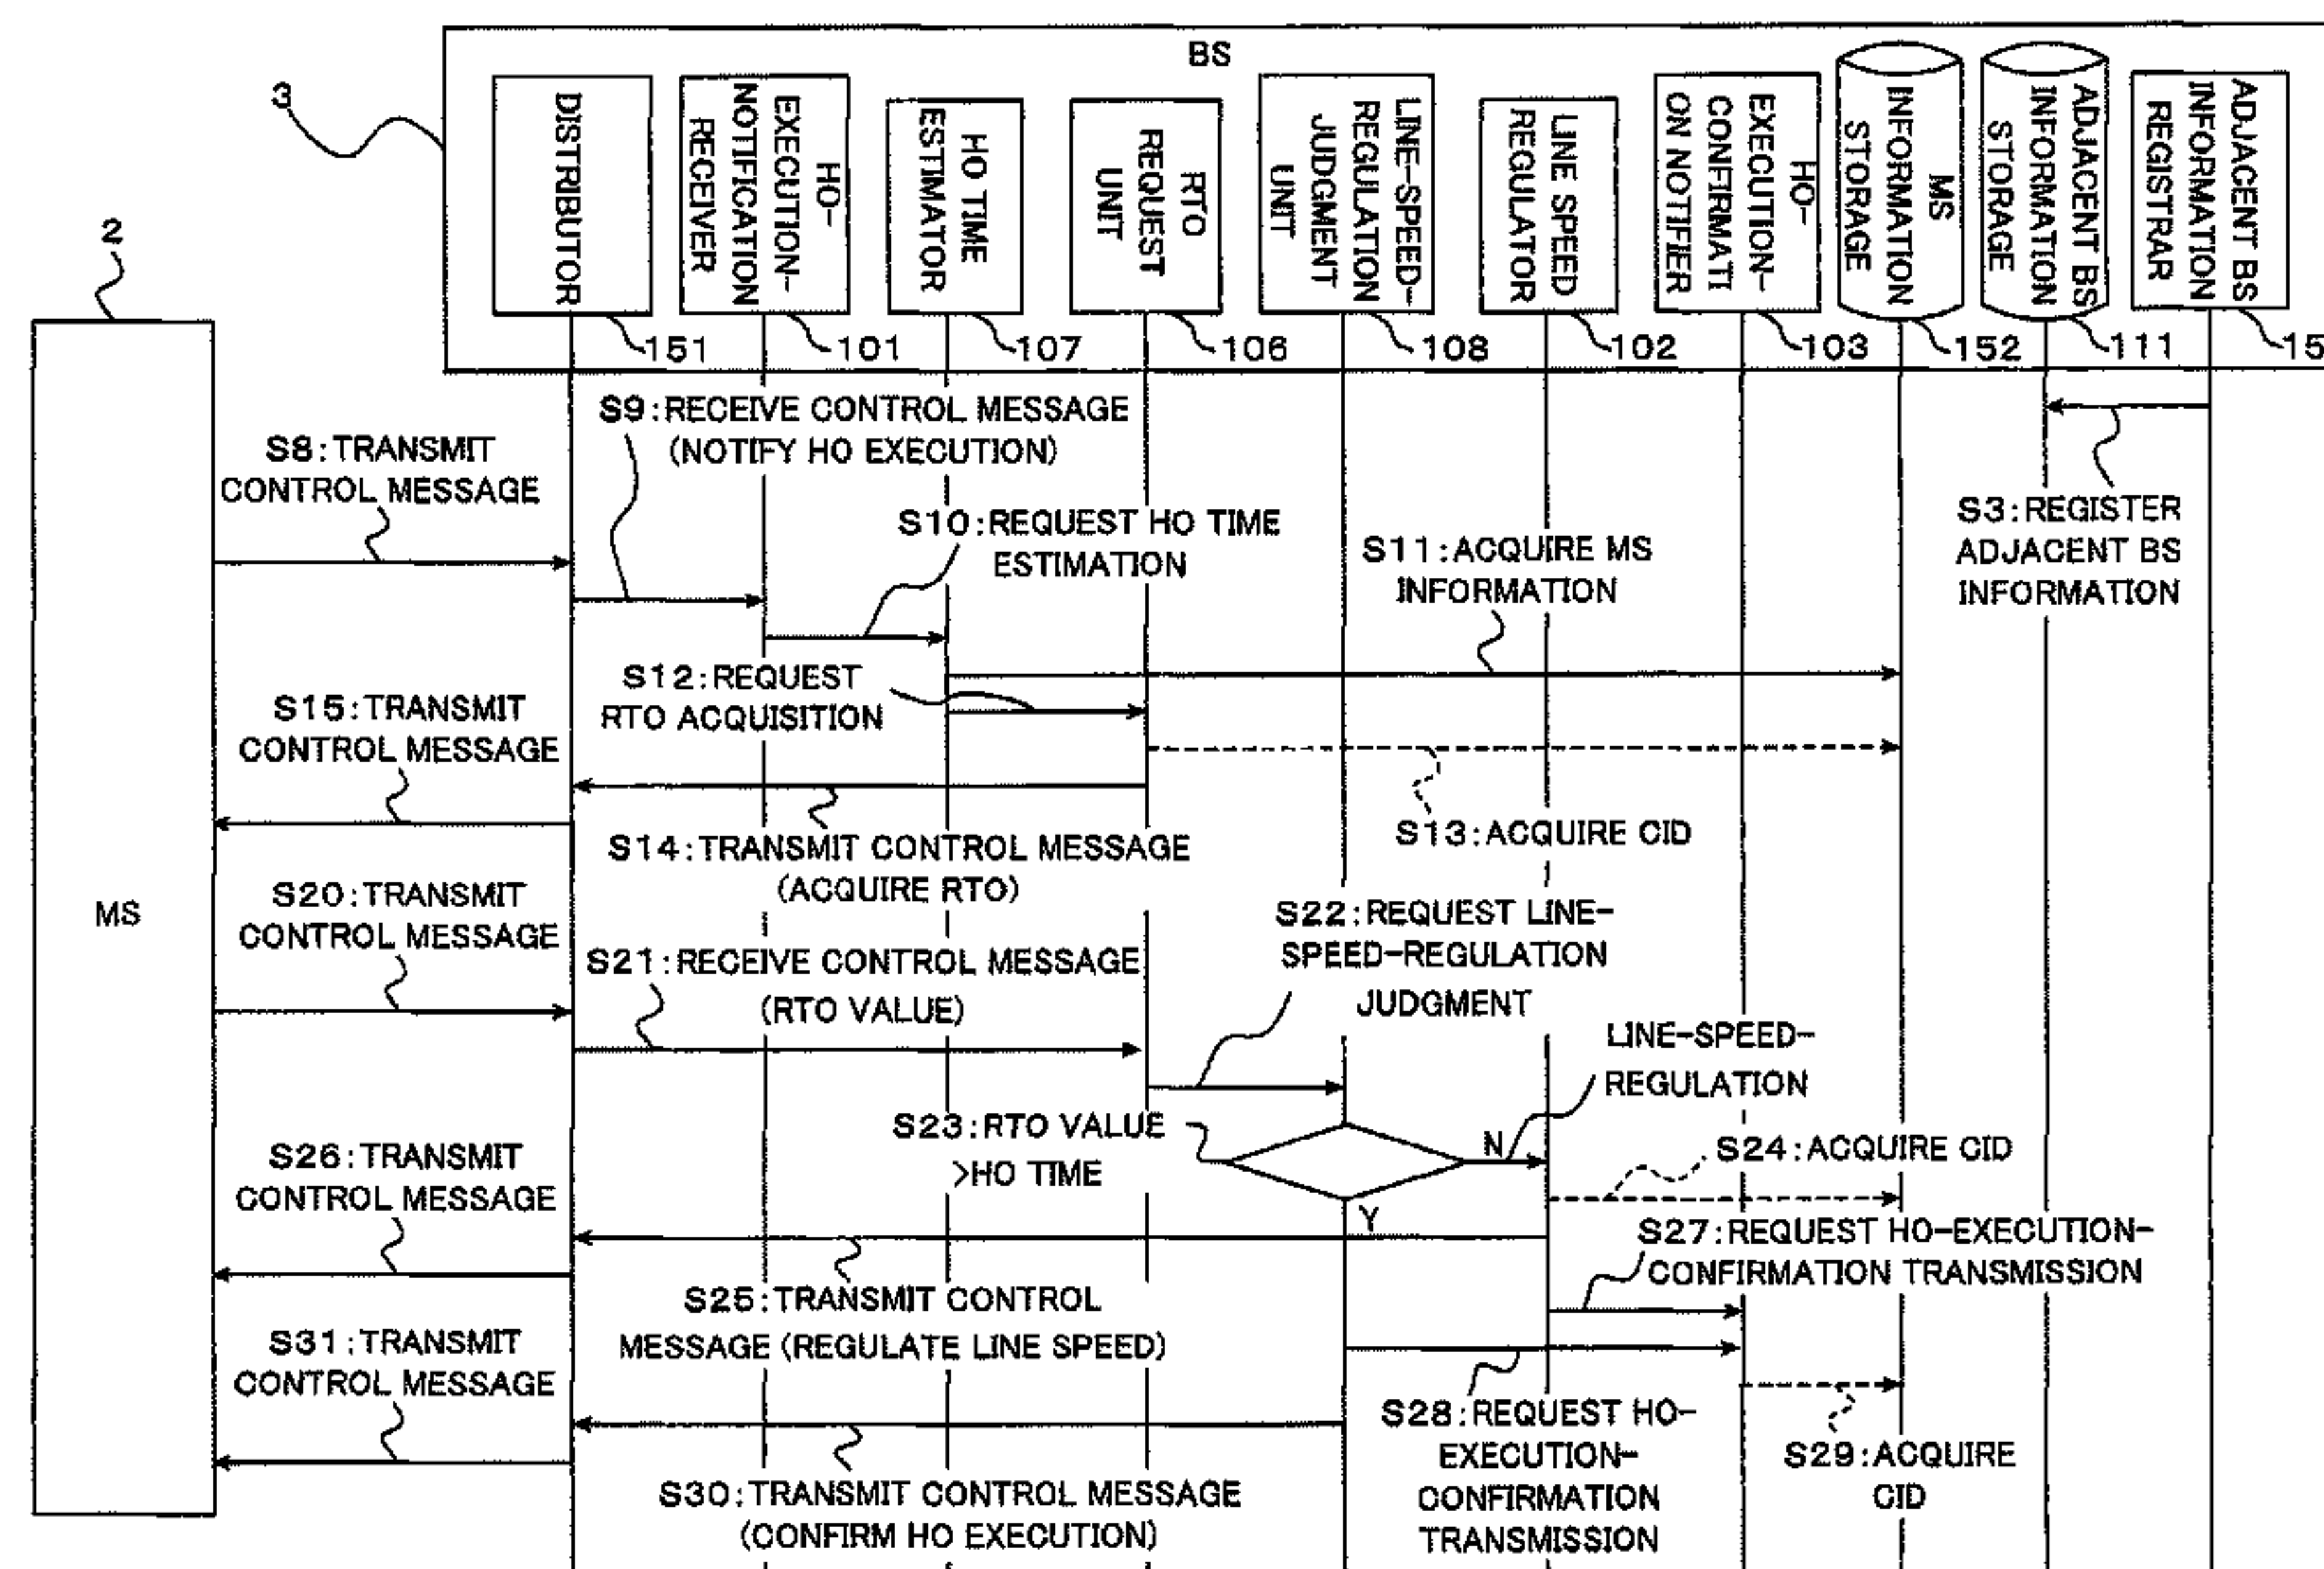 BS
3
DISTRIBUTOR
HO-
EXECUTION-
NOTIFICATION
RECEIVER
HO TIME
ESTIMATOR
RTO
REQUEST
UNIT
LINE-SPEED-
REGULATION
JUDGMENT
UNIT
LINE SPEED
REGULATOR
HO-
EXECUTION-
CONFIRMATI
ON NOTIFIER
MS
INFORMATION
STORAGE
ADJACENT BS
INFORMATION
STORAGE
ADJACENT BS
INFORMATION
REGISTRAR
151
101
107
106
108
102
103
152
111
15
2
MS
S3:REGISTER
ADJACENT BS
INFORMATION
S8:TRANSMIT
CONTROL MESSAGE
S9:RECEIVE CONTROL MESSAGE
(NOTIFY HO EXECUTION)
S10:REQUEST HO TIME
ESTIMATION
S11:ACQUIRE MS
INFORMATION
S12:REQUEST
RTO ACQUISITION
S13:ACQUIRE CID
S14:TRANSMIT CONTROL MESSAGE
(ACQUIRE RTO)
S15:TRANSMIT
CONTROL MESSAGE
S20:TRANSMIT
CONTROL MESSAGE
S21:RECEIVE CONTROL MESSAGE
(RTO VALUE)
S22:REQUEST LINE-
SPEED-REGULATION
JUDGMENT
LINE-SPEED-
REGULATION
S23:RTO VALUE
>HO TIME
N
Y
S24:ACQUIRE CID
S25:TRANSMIT CONTROL
MESSAGE (REGULATE LINE SPEED)
S26:TRANSMIT
CONTROL MESSAGE
S27:REQUEST HO-EXECUTION-
CONFIRMATION TRANSMISSION
S28:REQUEST HO-
EXECUTION-
CONFIRMATION
TRANSMISSION
S29:ACQUIRE
CID
S30:TRANSMIT CONTROL MESSAGE
(CONFIRM HO EXECUTION)
S31:TRANSMIT
CONTROL MESSAGE